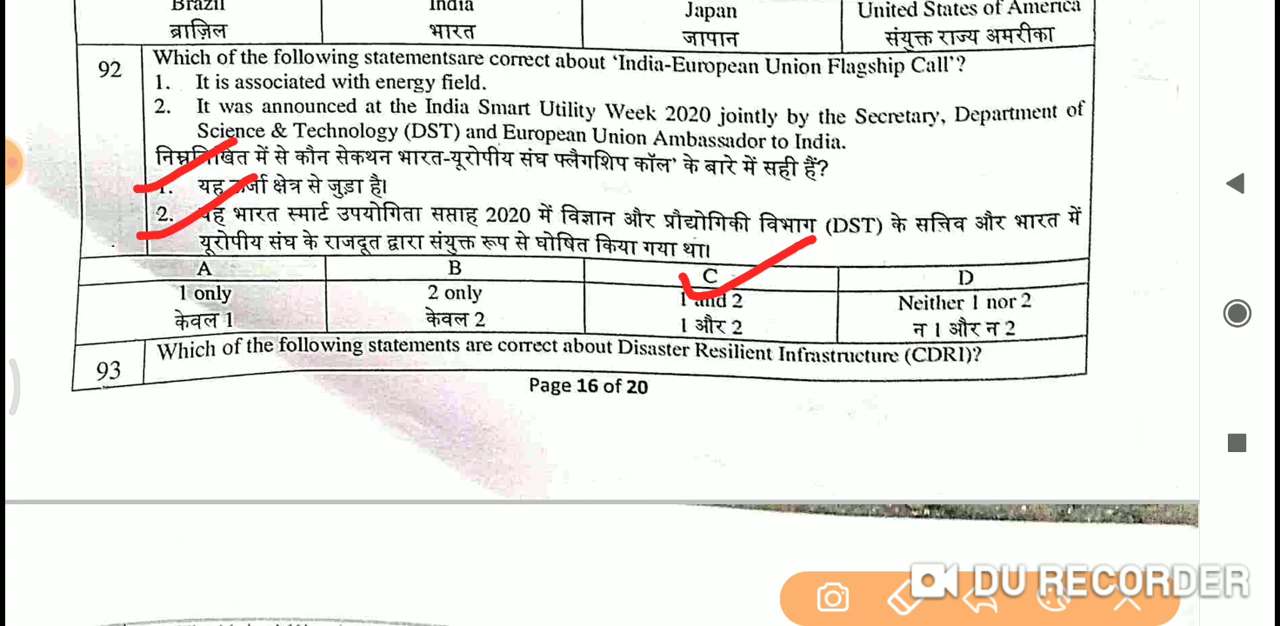 Brazil India Japan United States of America
ब्राज़िल भारत जापान संयुक्त राज्य अमरीका
92 Which of the following statementsare correct about ‘India-European Union Flagship Call’?
1. It is associated with energy field.
2. It was announced at the India Smart Utility Week 2020 jointly by the Secretary, Department of
Science & Technology (DST) and European Union Ambassador to India.
निम्नलिखित में से कौन सेकथन भारत-यूरोपीय संघ फ्लैगशिप कॉल’ के बारे में सही हैं?
1. यह ऊर्जा क्षेत्र से जुड़ा है।
2. यह भारत स्मार्ट उपयोगिता सप्ताह 2020 में विज्ञान और प्रौद्योगिकी विभाग (DST) के सचिव और भारत में
यूरोपीय संघ के राजदूत द्वारा संयुक्त रूप से घोषित किया गया था।
A B C D
1 only 2 only 1 and 2 Neither 1 nor 2
केवल 1 केवल 2 1 और 2 न 1 और न 2
93 Which of the following statements are correct about Disaster Resilient Infrastructure (CDRI)?
Page 16 of 20
DU RECORDER